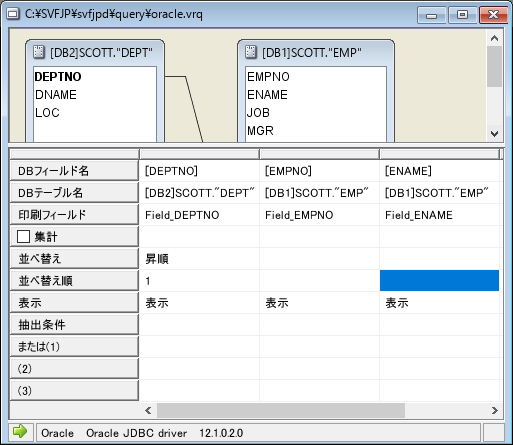 C:¥SVFJP¥svfjpd¥query¥oracle.vrq
[DB2]SCOTT."DEPT"
[DB1]SCOTT."EMP"
DEPTNO
DNAME
LOC
EMPNO
ENAME
JOB
MGR
DBフィールド名 [DEPTNO] [EMPNO] [ENAME]
DBテーブル名 [DB2]SCOTT."DEPT" [DB1]SCOTT."EMP" [DB1]SCOTT."EMP"
印刷フィールド Field_DEPTNO Field_EMPNO Field_ENAME
集計
並べ替え 昇順
並べ替え順 1
表示 表示 表示 表示
抽出条件
または(1)
(2)
(3)
Oracle Oracle JDBC driver 12.1.0.2.0